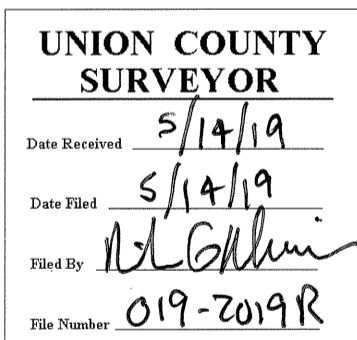 UNION COUNTY
SURVEYOR
Date Received 5/14/19
Date Filed 5/14/19
Filed By
File Number 019-2019R